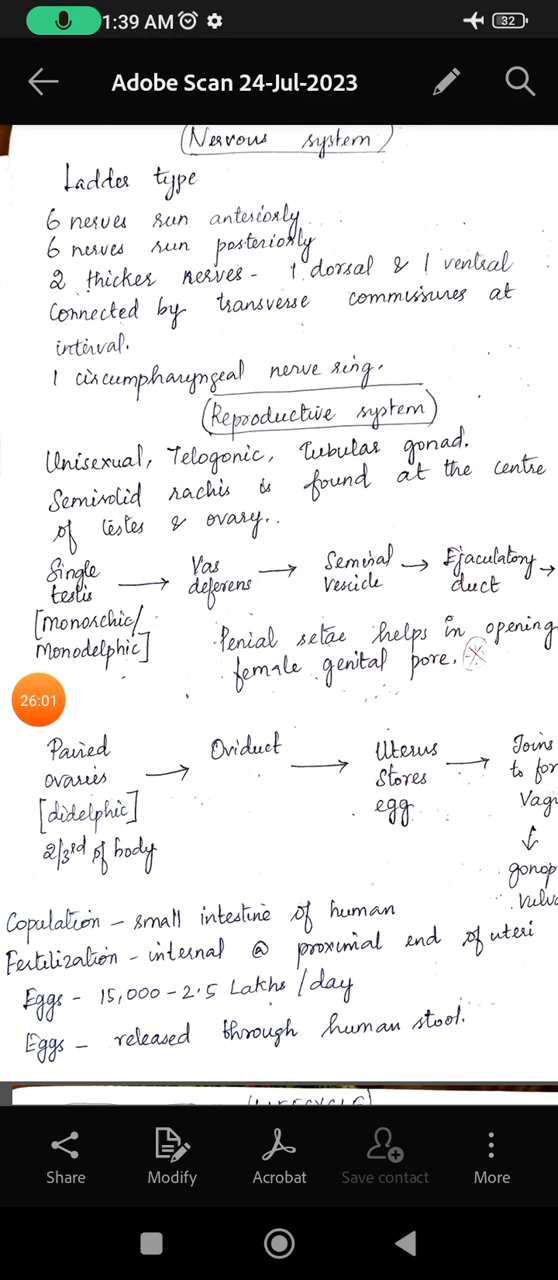 1:39 AM
32
Adobe Scan 24-Jul-2023
(Nervous system)
Ladder type
6 nerves run anteriorly
6 nerves run posteriorly
2 thicker nerves - 1 dorsal & 1 ventral
Connected by transverse commissures at
interval.
1 circumpharyngeal nerve ring.
(Reproductive system)
Unisexual, Telogonic, Tubular gonad.
Semisolid rachis is found at the centre
of testes & ovary..
Single testis → Vas deferens → Seminal vescicle → Ejaculatory duct →
[monorchic/
Monodelphic]
Penial setae helps in opening
female genital pore.
26:01
Paired ovaries → Oviduct → Uterus Stores egg → Joins to for
[didelphic]
2/3rd of body
Vagi
↓
gonop
vulva
Copulation - small intestine of human
Fertilization - internal @ proximal end of uteri
Eggs - 15,000 - 2.5 Lakhs / day
Eggs - released through human stool.
Share
Modify
Acrobat
Save contact
More